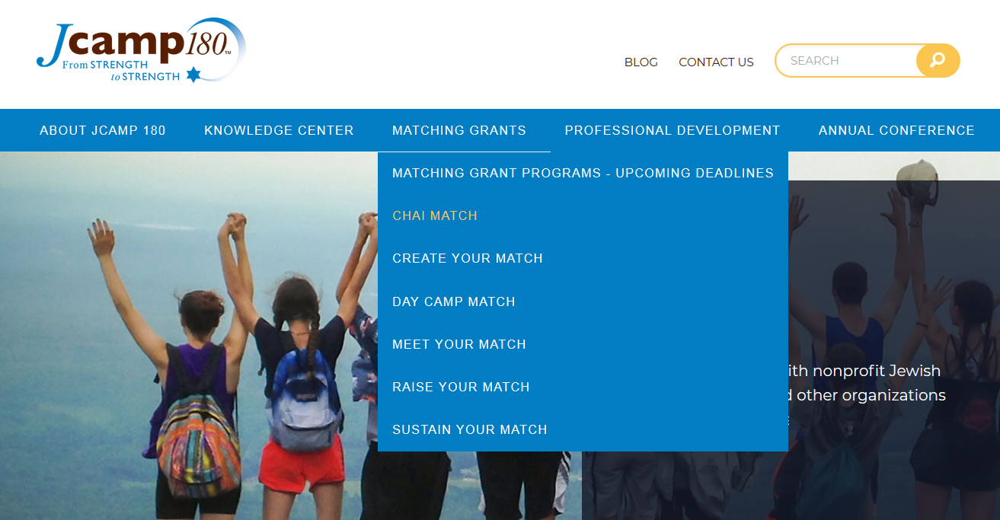 Jcamp180™
From STRENGTH
to STRENGTH
BLOG
CONTACT US
SEARCH
ABOUT JCAMP 180
KNOWLEDGE CENTER
MATCHING GRANTS
PROFESSIONAL DEVELOPMENT
ANNUAL CONFERENCE
MATCHING GRANT PROGRAMS - UPCOMING DEADLINES
CHAI MATCH
CREATE YOUR MATCH
DAY CAMP MATCH
MEET YOUR MATCH
RAISE YOUR MATCH
SUSTAIN YOUR MATCH
nonprofit Jewish
other organizations